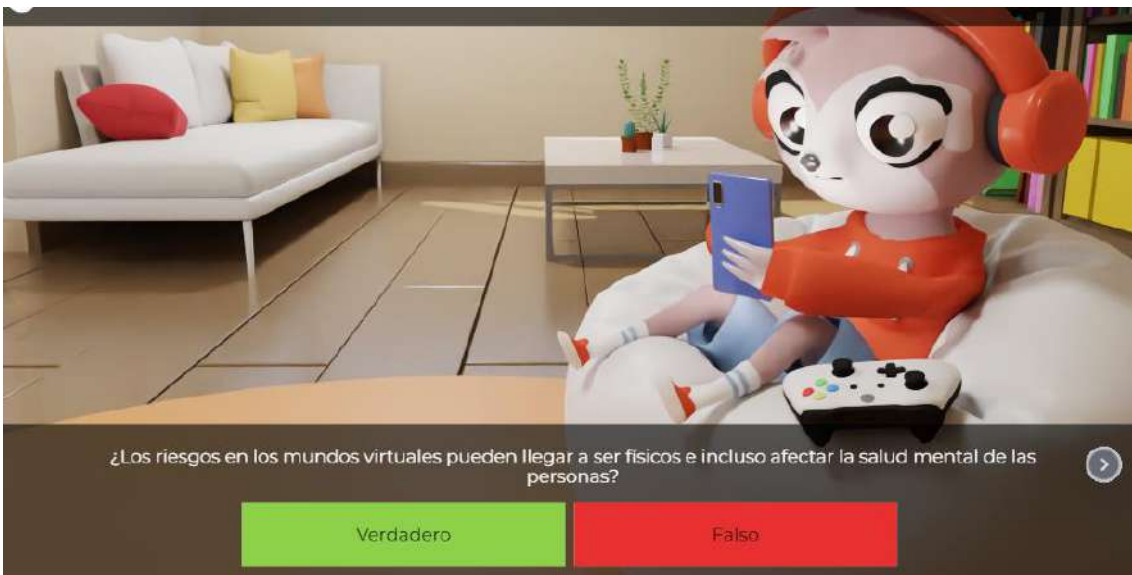 ¿Los riesgos en los mundos virtuales pueden llegar a ser físicos e incluso afectar la salud mental de las
personas?
Verdadero
Falso